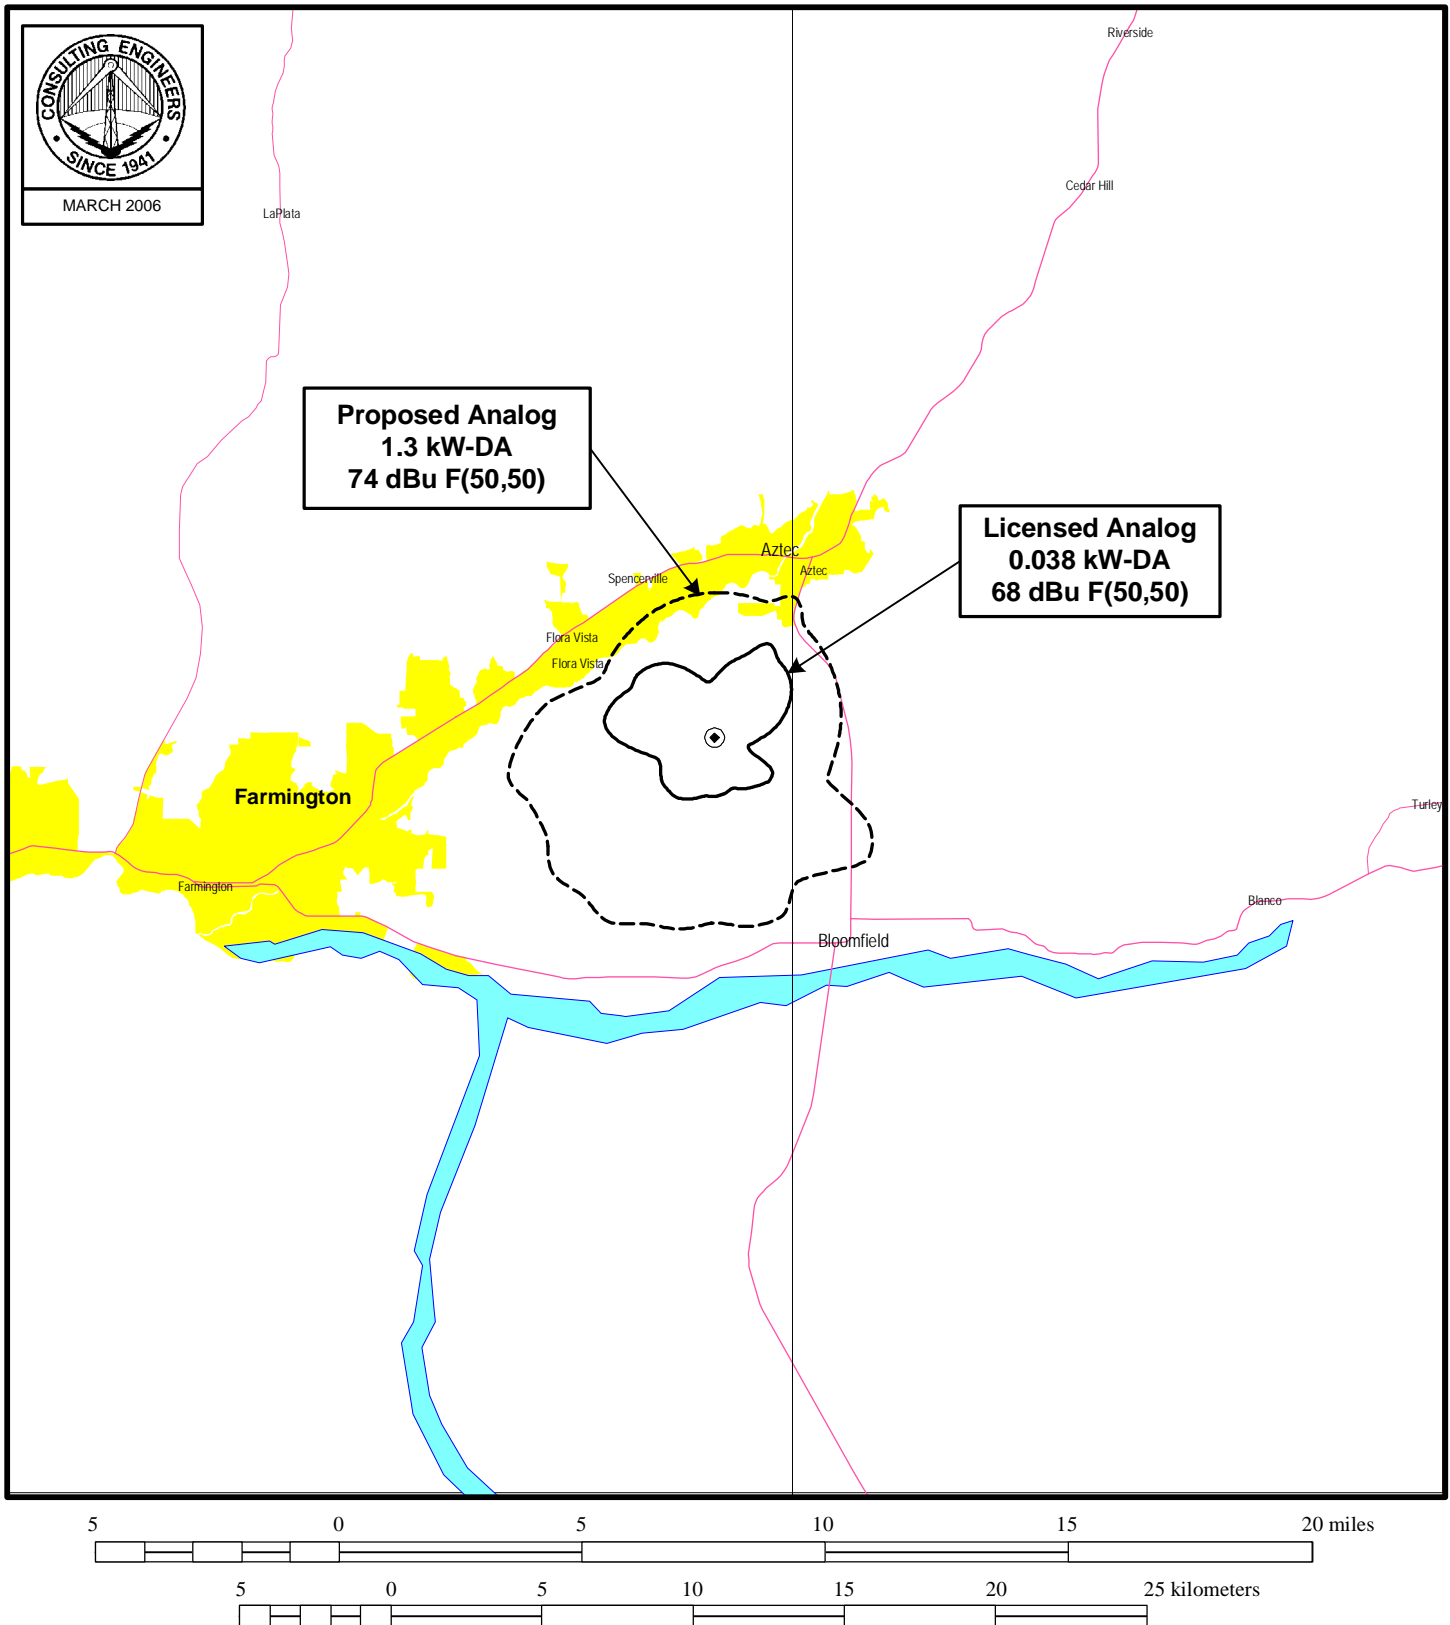 CONSULTING ENGINEERS
SINCE 1941
MARCH 2006
Riverside
Cedar Hill
LaPlata
Proposed Analog
1.3 kW-DA
74 dBu F(50,50)
Licensed Analog
0.038 kW-DA
68 dBu F(50,50)
Aztec
Aztec
Spencerville
Flora Vista
Flora Vista
Farmington
Turley
Farmington
Blanco
Bloomfield
5 0 5 10 15 20 miles
5 0 5 10 15 20 25 kilometers